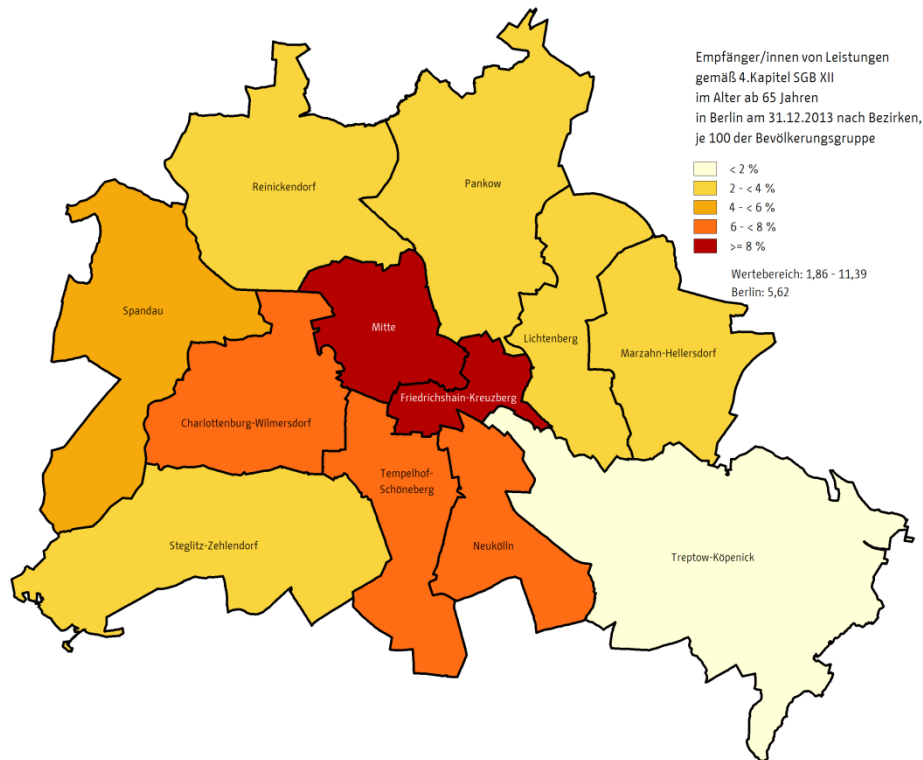 Empfänger/innen von Leistungen
gemäß 4.Kapitel SGB XII
im Alter ab 65 Jahren
in Berlin am 31.12.2013 nach Bezirken,
je 100 der Bevölkerungsgruppe
< 2 %
2 - < 4 %
4 - < 6 %
6 - < 8 %
>= 8 %
Wertebereich: 1,86 - 11,39
Berlin: 5,62
Reinickendorf
Pankow
Spandau
Mitte
Lichtenberg
Marzahn-Hellersdorf
Friedrichshain-Kreuzberg
Charlottenburg-Wilmersdorf
Tempelhof-
Schöneberg
Steglitz-Zehlendorf
Neukölln
Treptow-Köpenick